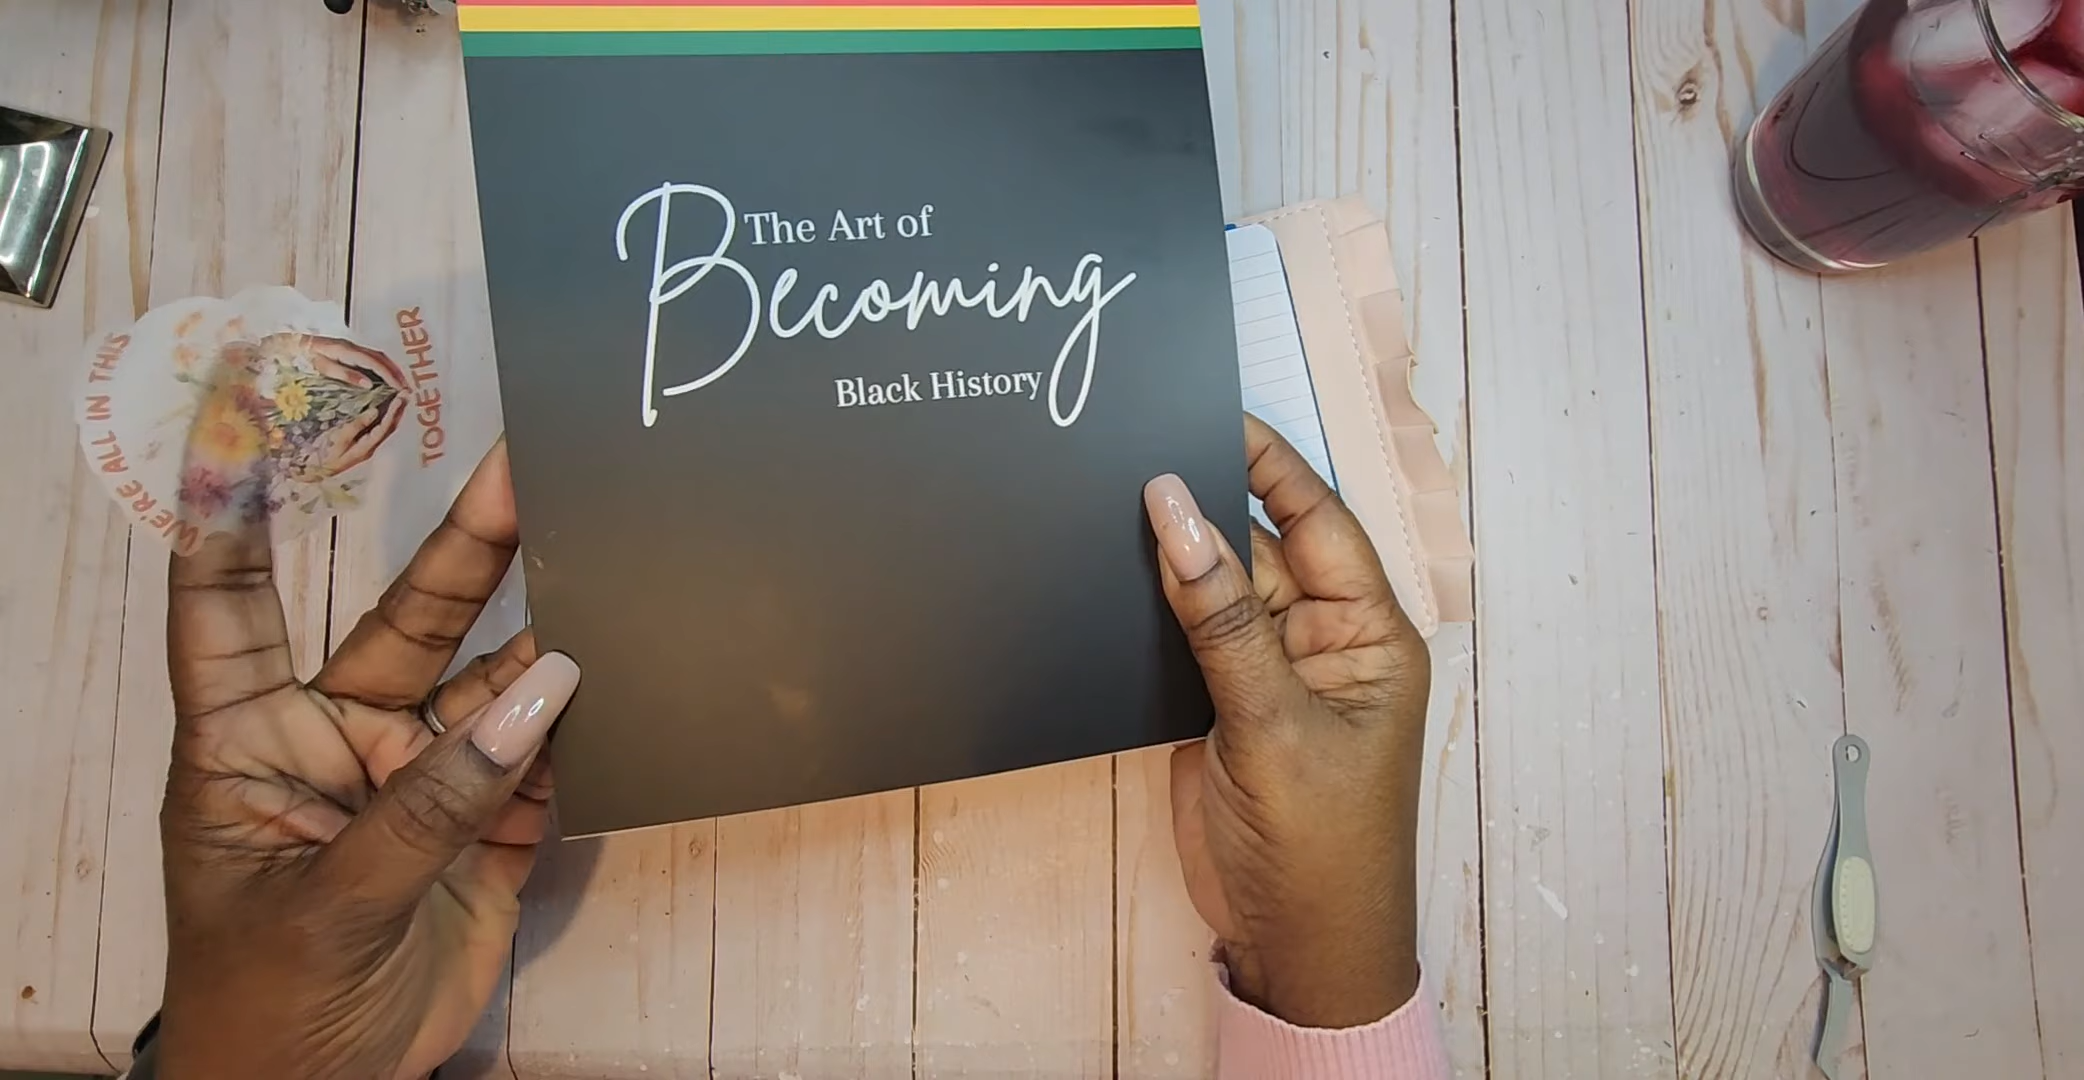 The Art of
Becoming
Black History
WE'RE ALL IN THIS
TOGETHER